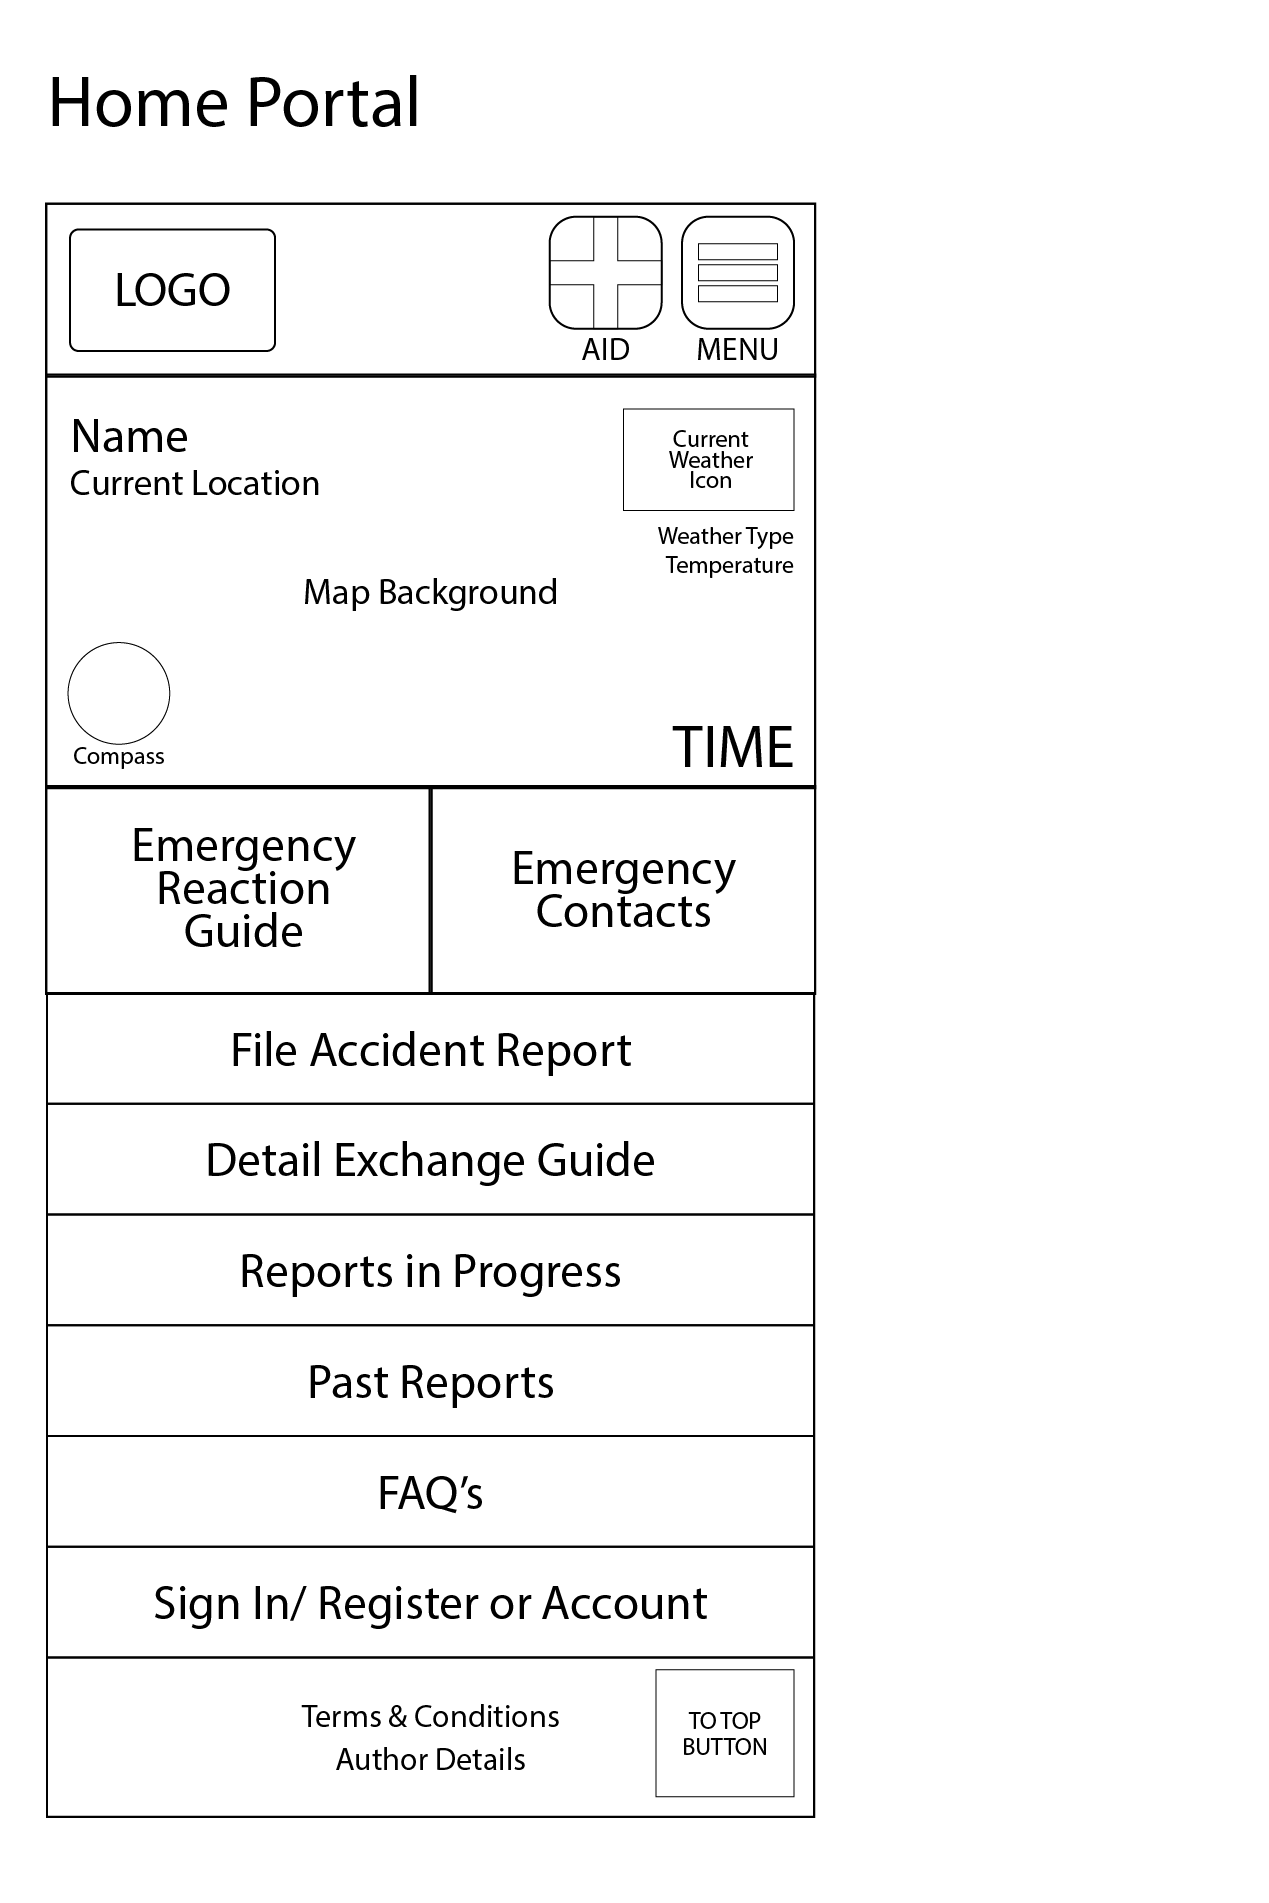 Home Portal
LOGO
AID
MENU
Name
Current Location
Current
Weather
Icon
Weather Type
Temperature
Map Background
Compass
TIME
Emergency
Reaction
Guide
Emergency
Contacts
File Accident Report
Detail Exchange Guide
Reports in Progress
Past Reports
FAQ’s
Sign In/ Register or Account
Terms & Conditions
Author Details
TO TOP
BUTTON